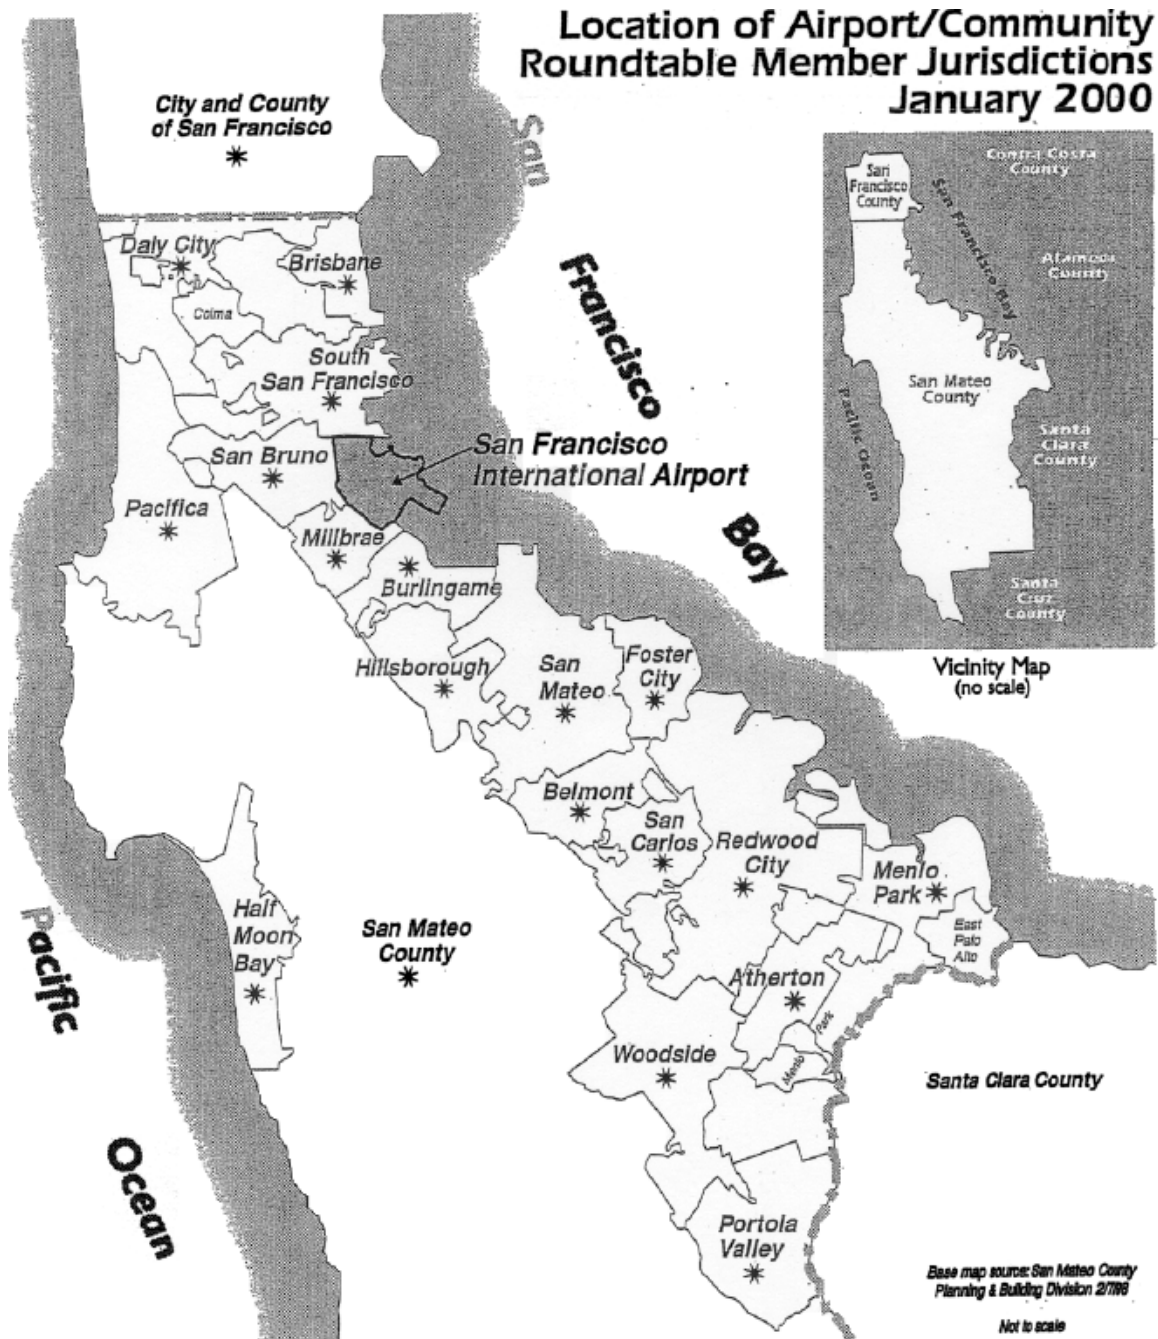 Location of Airport/Community
Roundtable Member Jurisdictions
January 2000
City and County
of San Francisco
San
Francisco
Bay
Contra Costa
County
San
Francisco
County
San Francisco Bay
Alameda
County
San Mateo
County
Pacific Ocean
Santa
Clara
County
Santa
Cruz
County
Vicinity Map
(no scale)
Daly City
Brisbane
Colma
South
San Francisco
San Francisco
International Airport
San Bruno
Pacifica
Millbrae
Burlingame
Hillsborough
San
Mateo
Foster
City
Belmont
San
Carlos
Redwood
City
Menlo
Park
East
Palo
Alto
Half
Moon
Bay
San Mateo
County
Atherton
Park
Menlo
Woodside
Santa Clara County
Pacific
Ocean
Portola
Valley
Base map source: San Mateo County
Planning & Building Division 2/7/98
Not to scale